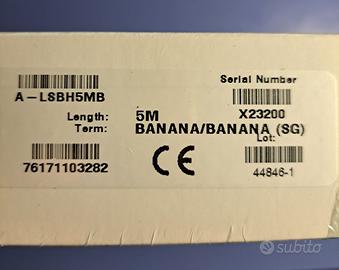 Serial Number
A-LSBH5MB
Length: 5M X23200
Term: BANANA/BANANA (SG)
Lot:
CE
76171103282 44846-1
subito